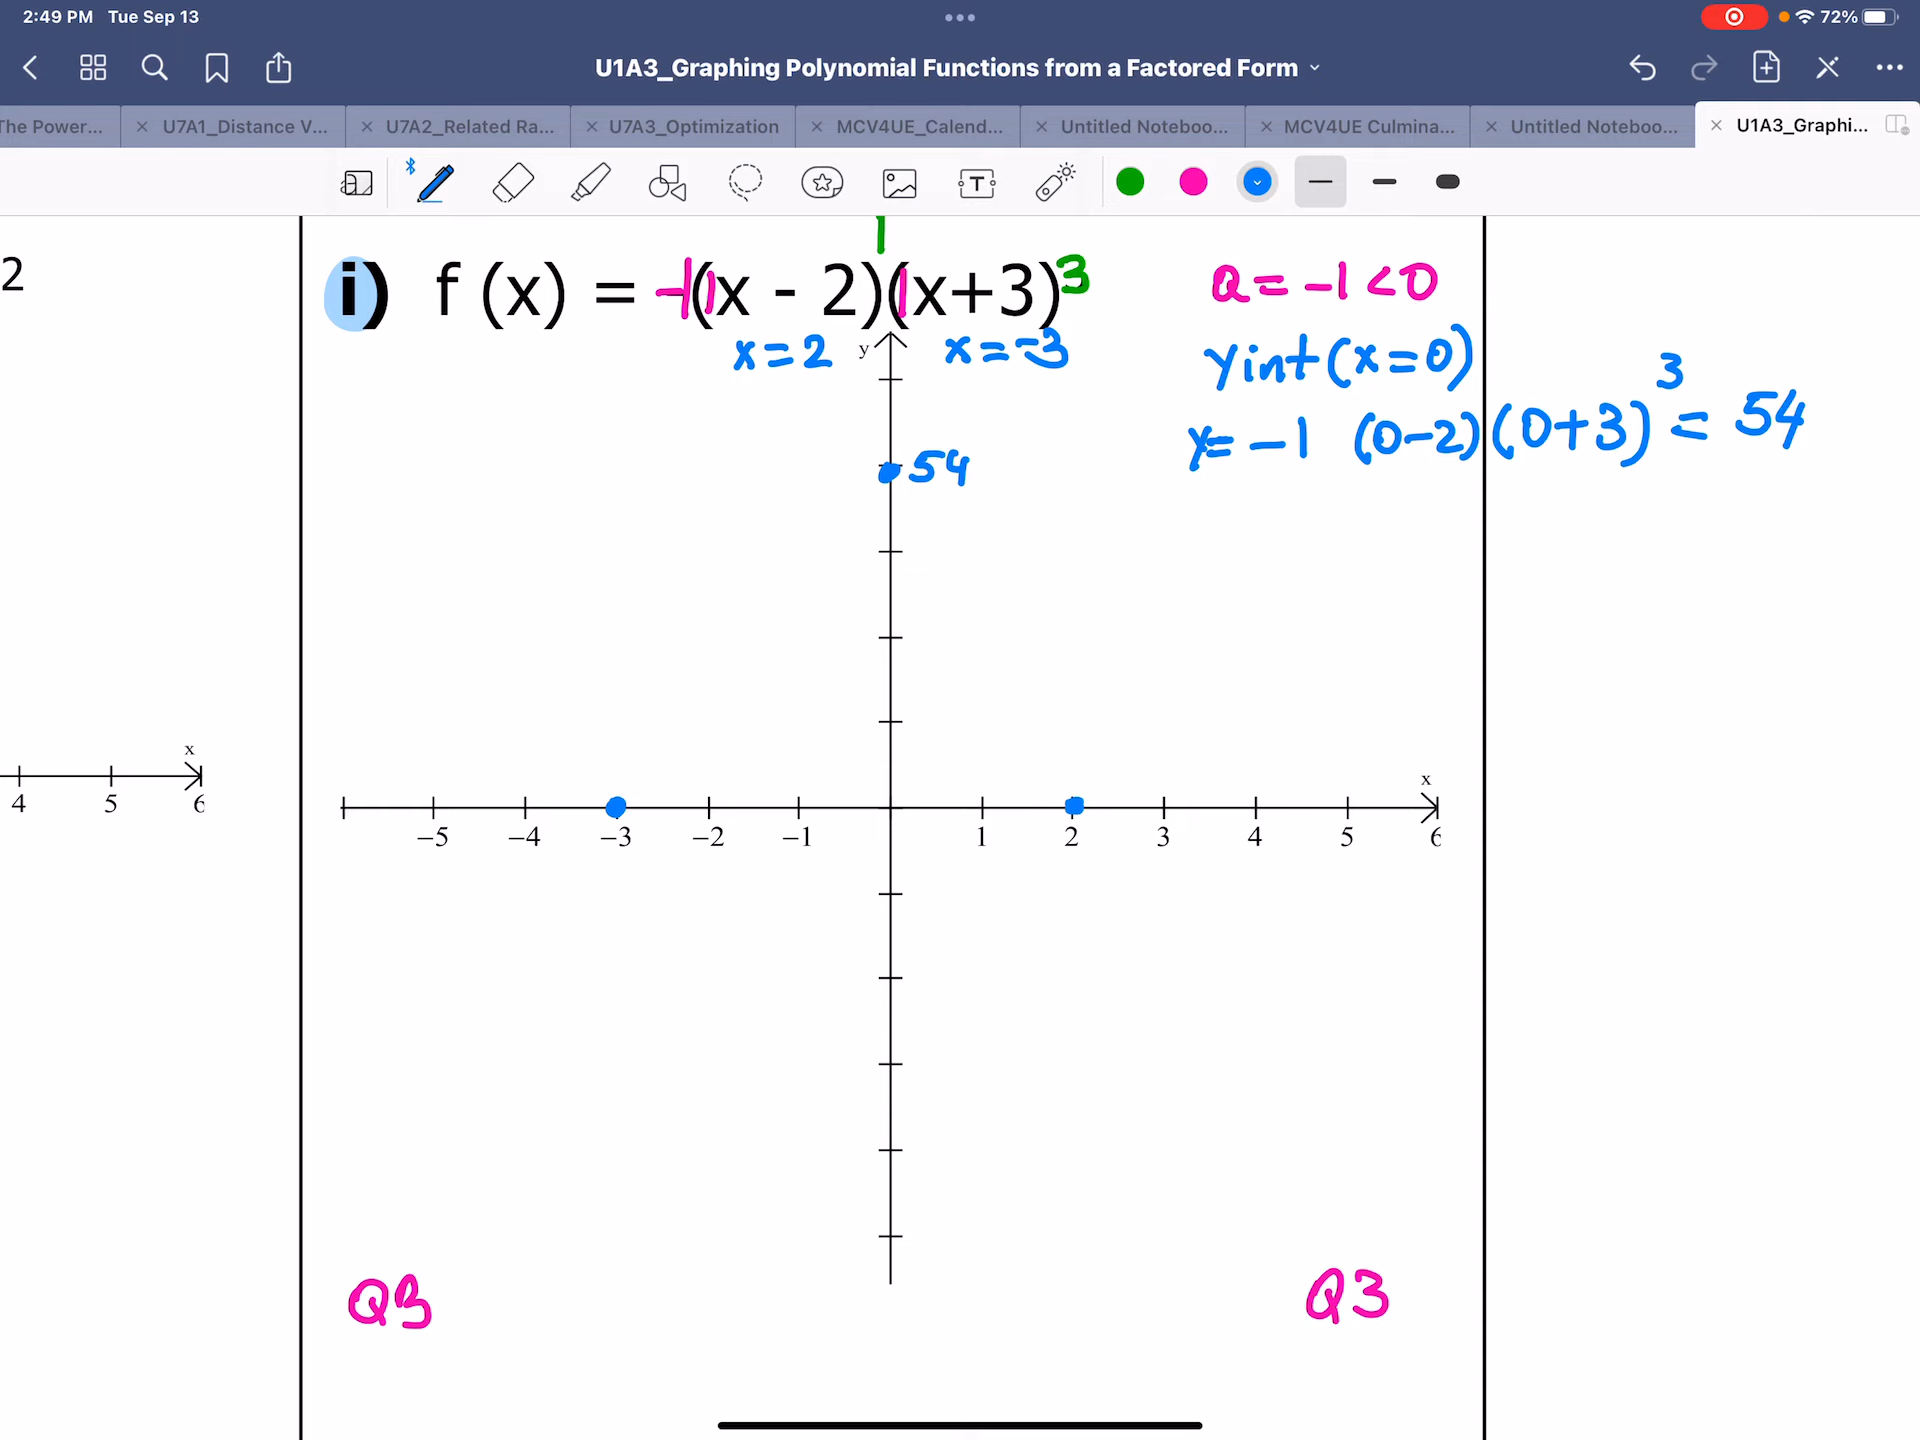 2:49 PM Tue Sep 13
72%
U1A3_Graphing Polynomial Functions from a Factored Form
The Power...
U7A1_Distance V...
U7A2_Related Ra...
U7A3_Optimization
MCV4UE_Calend...
Untitled Noteboo...
MCV4UE Culmina...
Untitled Noteboo...
U1A3_Graphi...
2
1
i) f (x) = -1(1x - 2)(1x+3)³
a = -1 < 0
x=2 y x=-3
y int (x=0)
y= -1 (0-2)(0+3)³ = 54
54
x
4 5 6
x
-5 -4 -3 -2 -1 1 2 3 4 5 6
Q3 Q3